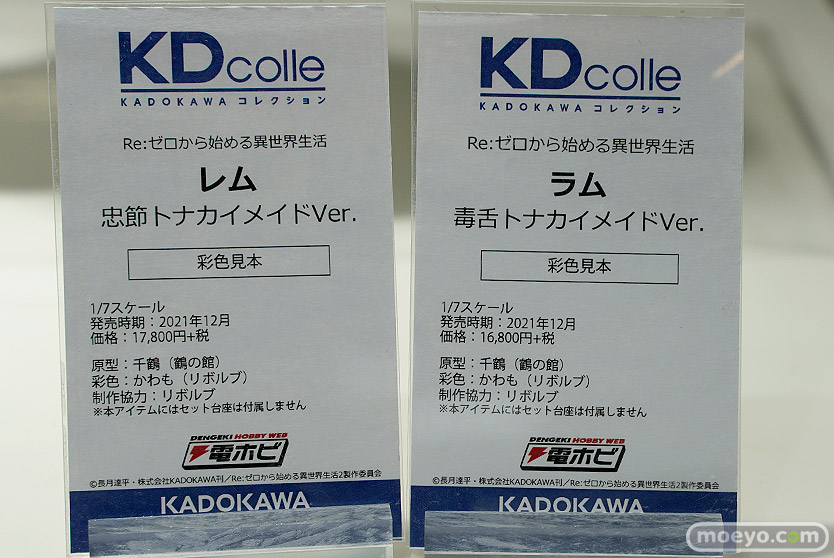 KDcolle
KADOKAWA コレクション
Re:ゼロから始める異世界生活
レム
忠節トナカイメイドVer.
彩色見本
1/7スケール
発売時期：2021年12月
価格：17,800円+税
原型：千鶴（鶴の館）
彩色：かわも（リボルブ）
制作協力：リボルブ
※本アイテムにはセット台座は付属しません
DENGEKI HOBBY WEB
電ホビ
©長月達平・株式会社KADOKAWA刊／Re:ゼロから始める異世界生活2製作委員会
KADOKAWA
KDcolle
KADOKAWA コレクション
Re:ゼロから始める異世界生活
ラム
毒舌トナカイメイドVer.
彩色見本
1/7スケール
発売時期：2021年12月
価格：16,800円+税
原型：千鶴（鶴の館）
彩色：かわも（リボルブ）
制作協力：リボルブ
※本アイテムにはセット台座は付属しません
DENGEKI HOBBY WEB
電ホビ
©長月達平・株式会社KADOKAWA刊／Re:ゼロから始める異世界生活2製作委員会
KADOKAWA
moeyo.com